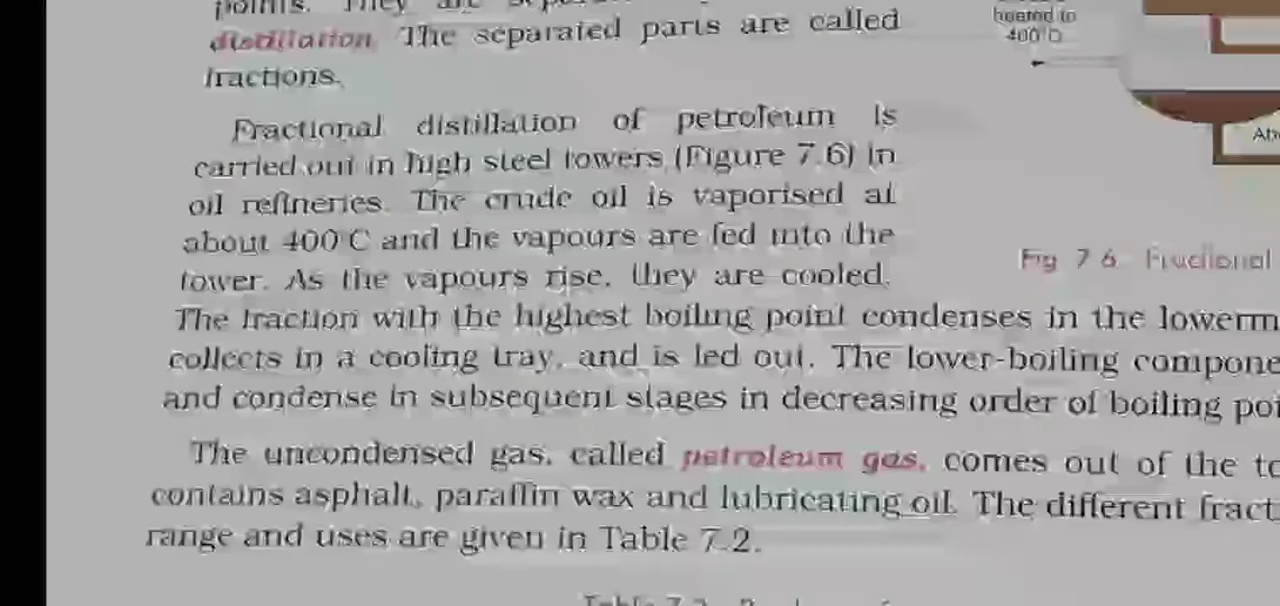 points. They are
distillation. The separated parts are called
fractions.
heated to
400°C
Fractional distillation of petroleum is
carried out in high steel towers (Figure 7.6) in
oil refineries. The crude oil is vaporised at
about 400°C and the vapours are fed into the
tower. As the vapours rise, they are cooled.
Fig 7.6 Fractional
The fraction with the highest boiling point condenses in the lowerm
collects in a cooling tray, and is led out. The lower-boiling compone
and condense in subsequent stages in decreasing order of boiling poi
The uncondensed gas, called petroleum gas, comes out of the to
contains asphalt, paraffin wax and lubricating oil. The different fract
range and uses are given in Table 7.2.
Table 7.2